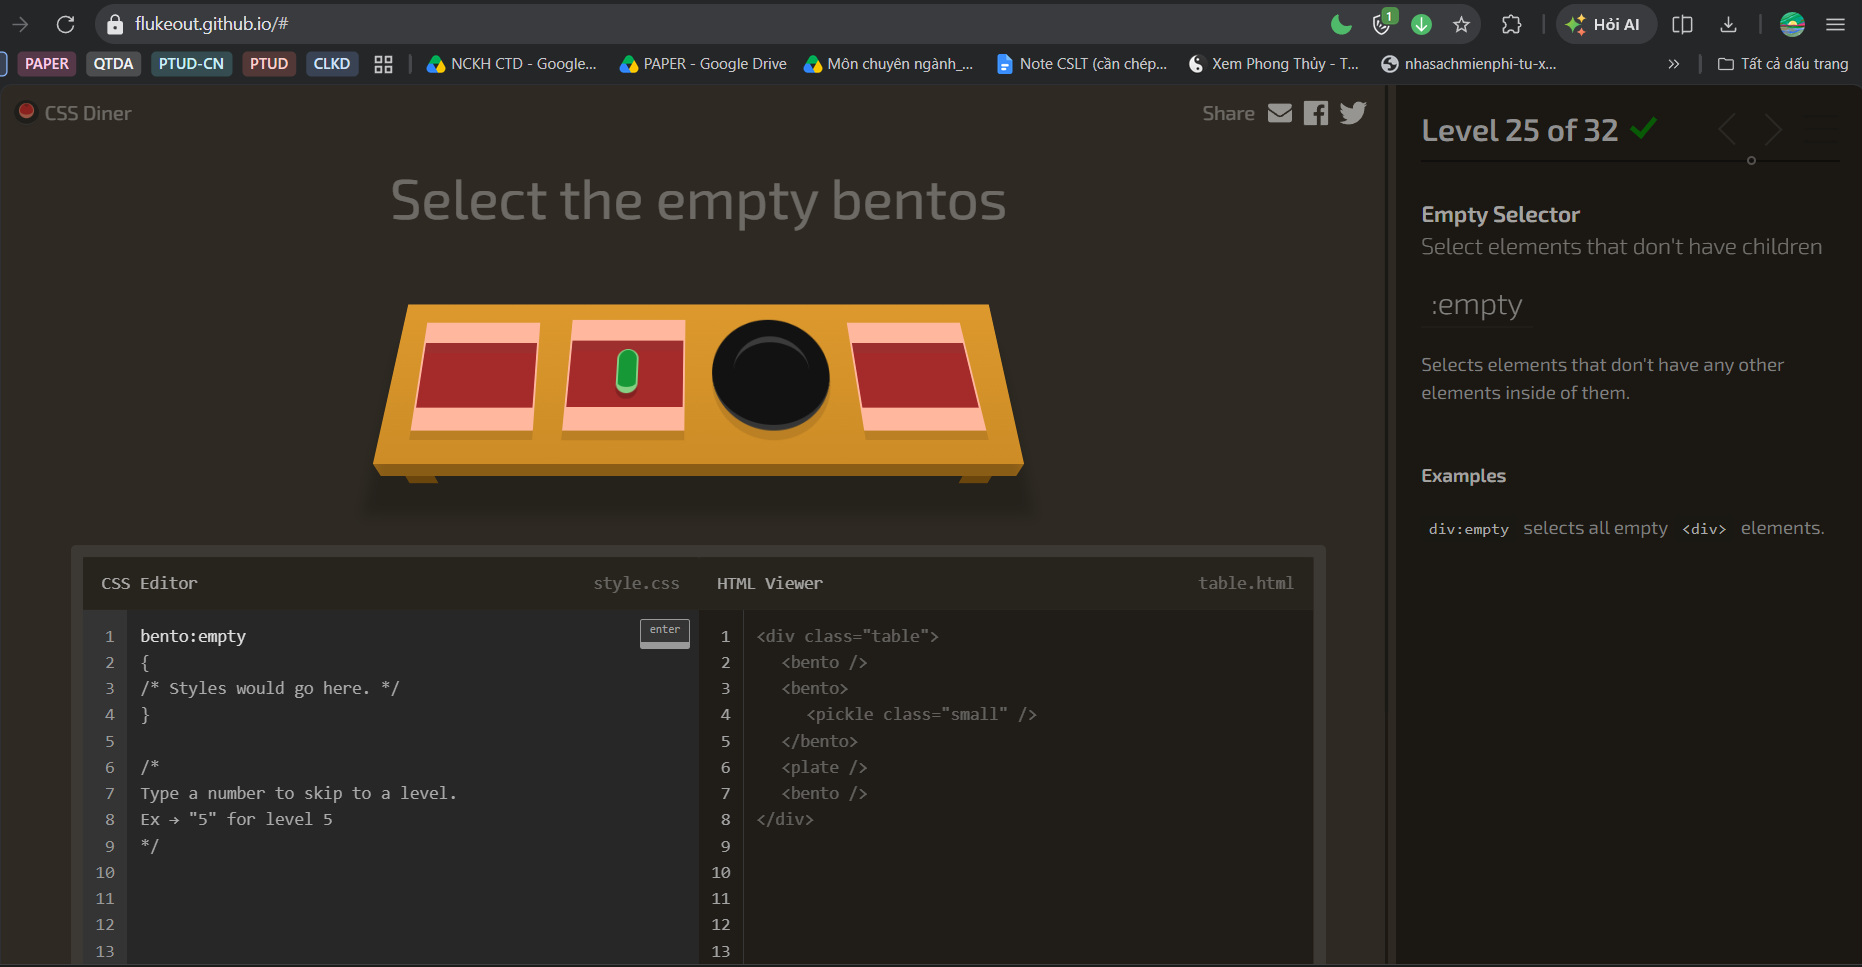 flukeout.github.io/#
1
Hỏi AI
PAPER QTDA PTUD-CN PTUD CLKD NCKH CTD - Google... PAPER - Google Drive Môn chuyên ngành_... Note CSLT (cần chép... Xem Phong Thủy - T... nhasachmienphi-tu-x... » Tất cả dấu trang
CSS Diner
Share
Select the empty bentos
CSS Editor style.css
1 bento:empty
enter
2 {
3 /* Styles would go here. */
4 }
5
6 /*
7 Type a number to skip to a level.
8 Ex → "5" for level 5
9 */
10
11
12
13
HTML Viewer table.html
1 <div class="table">
2 <bento />
3 <bento>
4 <pickle class="small" />
5 </bento>
6 <plate />
7 <bento />
8 </div>
9
10
11
12
13
Level 25 of 32
Empty Selector
Select elements that don't have children
:empty
Selects elements that don't have any other
elements inside of them.
Examples
div:empty selects all empty <div> elements.